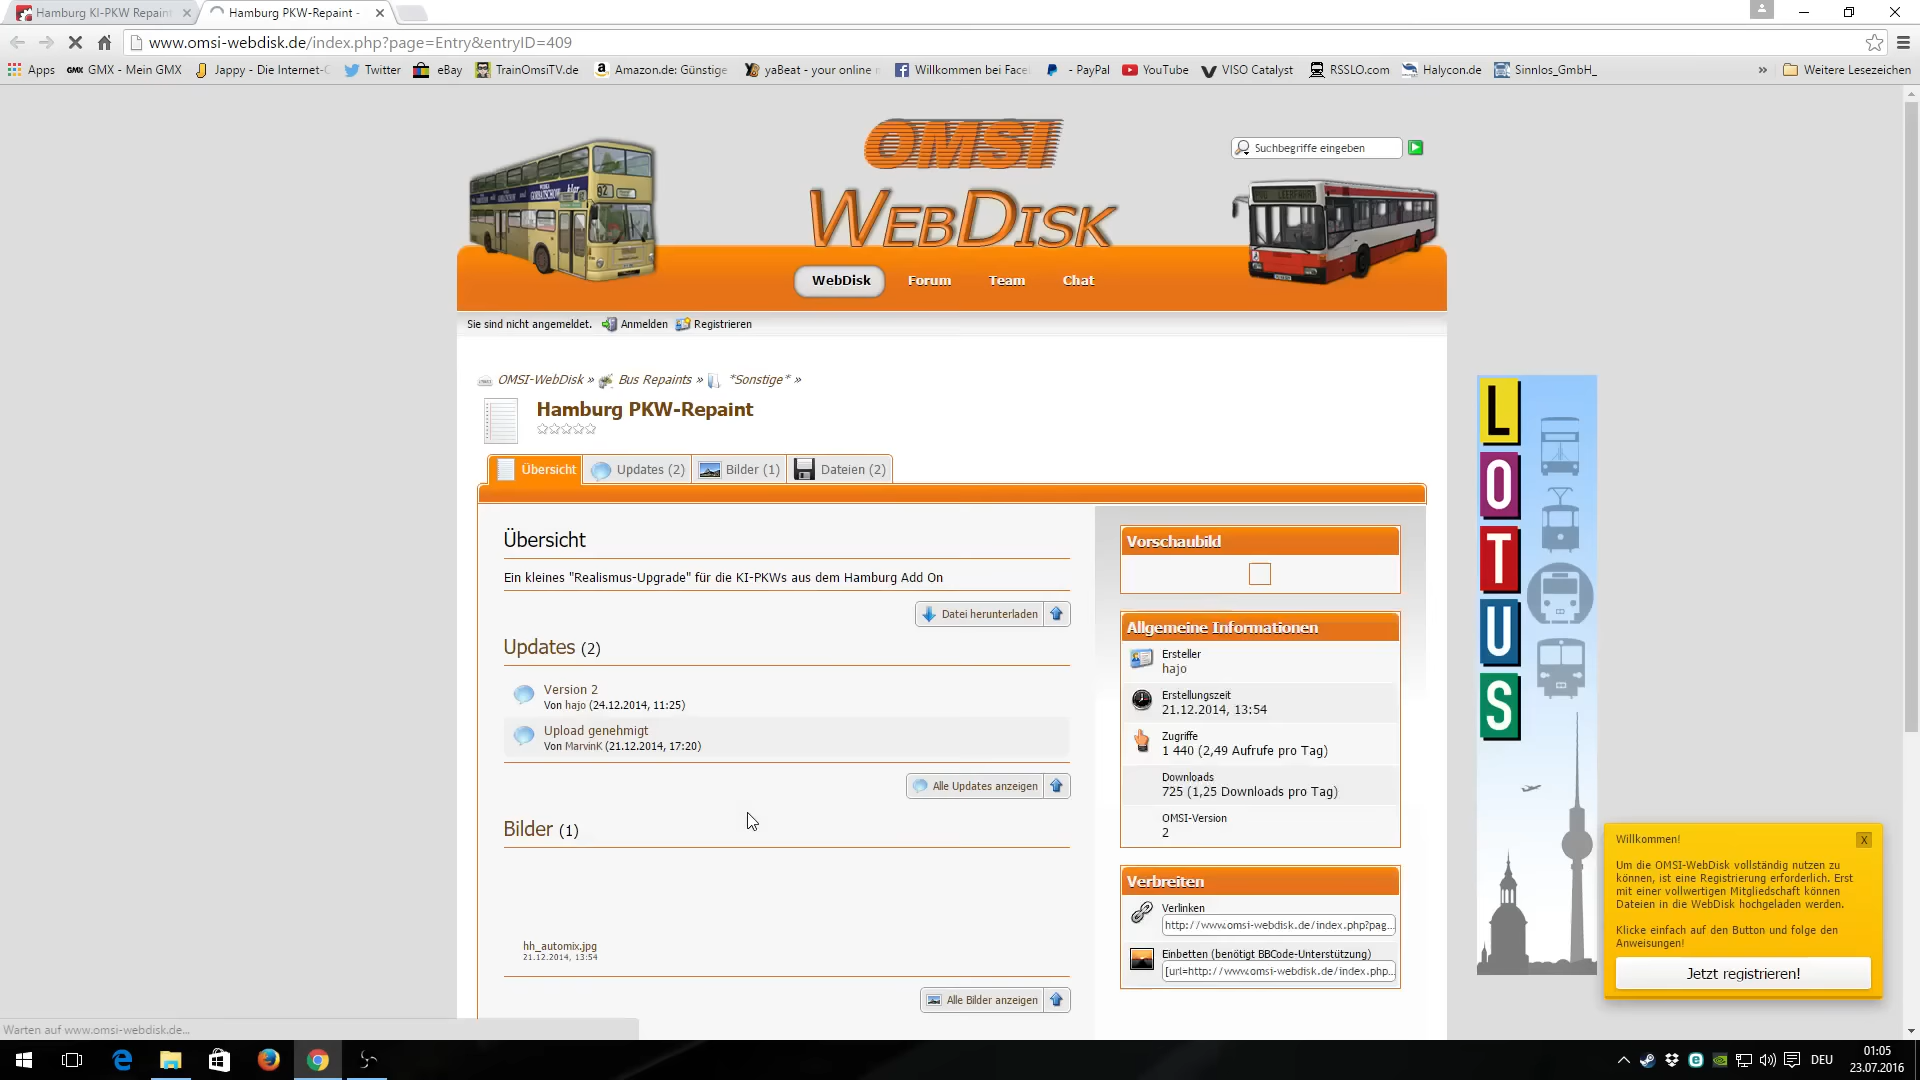 Hamburg KI-PKW Repaint
Hamburg PKW-Repaint -
www.omsi-webdisk.de/index.php?page=Entry&entryID=409
Apps
GMX - Mein GMX
Jappy - Die Internet-C
Twitter
eBay
TrainOmsiTV.de
Amazon.de: Günstige
yaBeat - your online
Willkommen bei Face
- PayPal
YouTube
VISO Catalyst
RSSLO.com
Halycon.de
Sinnlos_GmbH_
»
Weitere Lesezeichen
OMSI
WEBDISK
92
Suchbegriffe eingeben
WebDisk
Forum
Team
Chat
Sie sind nicht angemeldet.
Anmelden
Registrieren
OMSI-WebDisk » Bus Repaints » *Sonstige* »
Hamburg PKW-Repaint
Übersicht
Updates (2)
Bilder (1)
Dateien (2)
Übersicht
Ein kleines "Realismus-Upgrade" für die KI-PKWs aus dem Hamburg Add On
Datei herunterladen
Updates (2)
Version 2
Von hajo (24.12.2014, 11:25)
Upload genehmigt
Von MarvinK (21.12.2014, 17:20)
Alle Updates anzeigen
Bilder (1)
hh_automix.jpg
21.12.2014, 13:54
Alle Bilder anzeigen
Vorschaubild
Allgemeine Informationen
Ersteller
hajo
Erstellungszeit
21.12.2014, 13:54
Zugriffe
1 440 (2,49 Aufrufe pro Tag)
Downloads
725 (1,25 Downloads pro Tag)
OMSI-Version
2
Verbreiten
Verlinken
http://www.omsi-webdisk.de/index.php?pag...
Einbetten (benötigt BBCode-Unterstützung)
[url=http://www.omsi-webdisk.de/index.php...
L
O
T
U
S
Willkommen!
X
Um die OMSI-WebDisk vollständig nutzen zu
können, ist eine Registrierung erforderlich. Erst
mit einer vollwertigen Mitgliedschaft können
Dateien in die WebDisk hochgeladen werden.
Klicke einfach auf den Button und folge den
Anweisungen!
Jetzt registrieren!
Warten auf www.omsi-webdisk.de...
DEU
01:05
23.07.2016